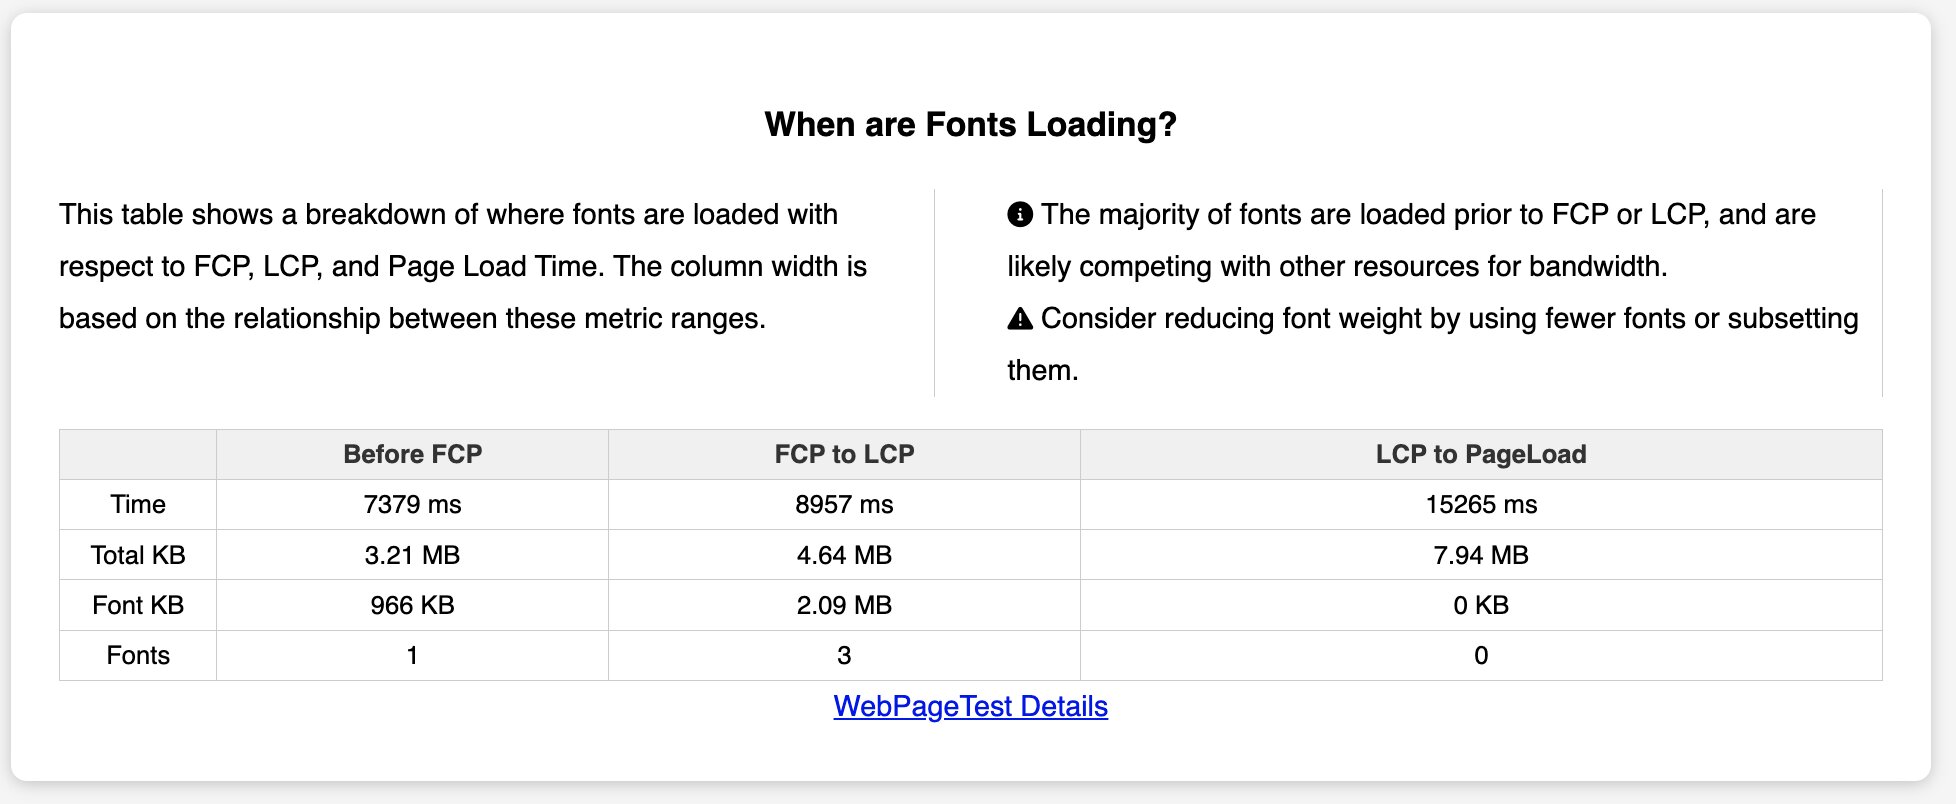 When are Fonts Loading?
This table shows a breakdown of where fonts are loaded with
respect to FCP, LCP, and Page Load Time. The column width is
based on the relationship between these metric ranges.
The majority of fonts are loaded prior to FCP or LCP, and are
likely competing with other resources for bandwidth.
Consider reducing font weight by using fewer fonts or subsetting
them.
Before FCP FCP to LCP LCP to PageLoad
Time 7379 ms 8957 ms 15265 ms
Total KB 3.21 MB 4.64 MB 7.94 MB
Font KB 966 KB 2.09 MB 0 KB
Fonts 1 3 0
WebPageTest Details